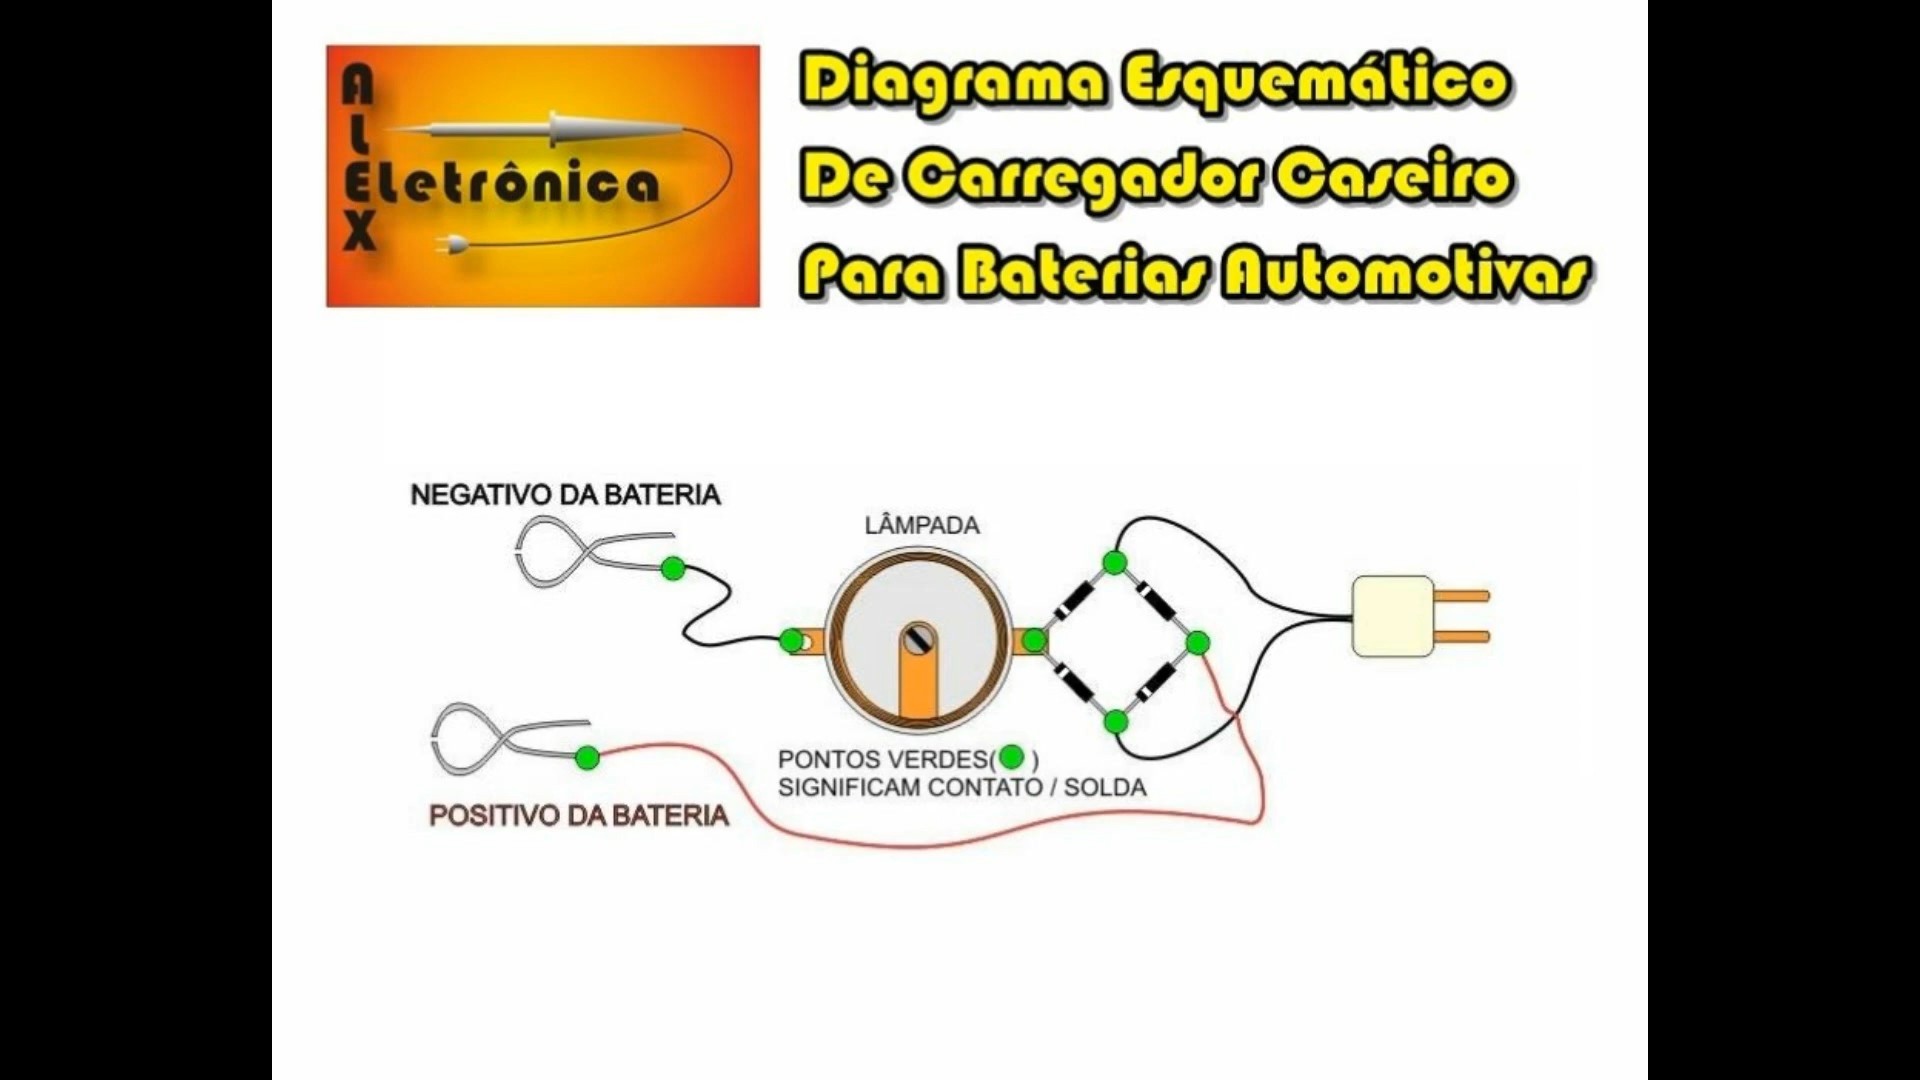 ALEX
ELetrônica
Diagrama Esquemático
De Carregador Caseiro
Para Baterias Automotivas
NEGATIVO DA BATERIA
LÂMPADA
PONTOS VERDES( )
SIGNIFICAM CONTATO / SOLDA
POSITIVO DA BATERIA